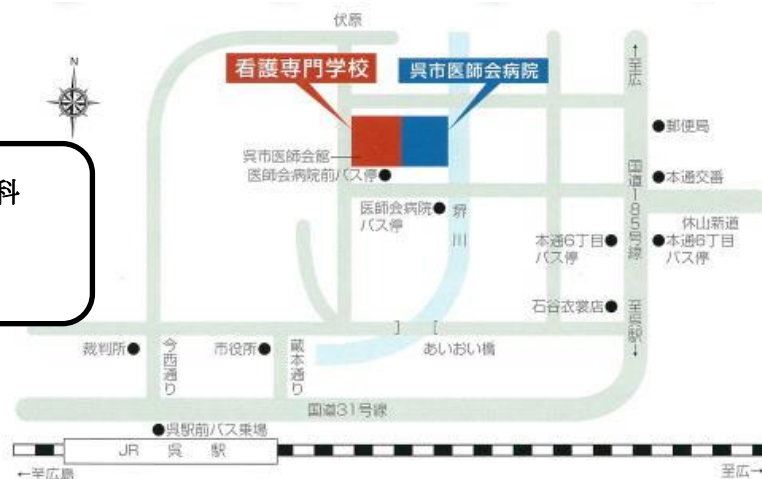 伏原
N
看護専門学校
呉市医師会病院
↑至広
郵便局
科
呉市医師会館
医師会病院前バス停
国道185号線
本通交番
医師会病院
バス停
堺川
休山新道
本通6丁目
バス停
本通6丁目
バス停
石谷衣裳店
至呉駅→
裁判所
今西通り
市役所
蔵本通り
あいおい橋
国道31号線
呉駅前バス乗場
JR 呉駅
←至広島
至広→